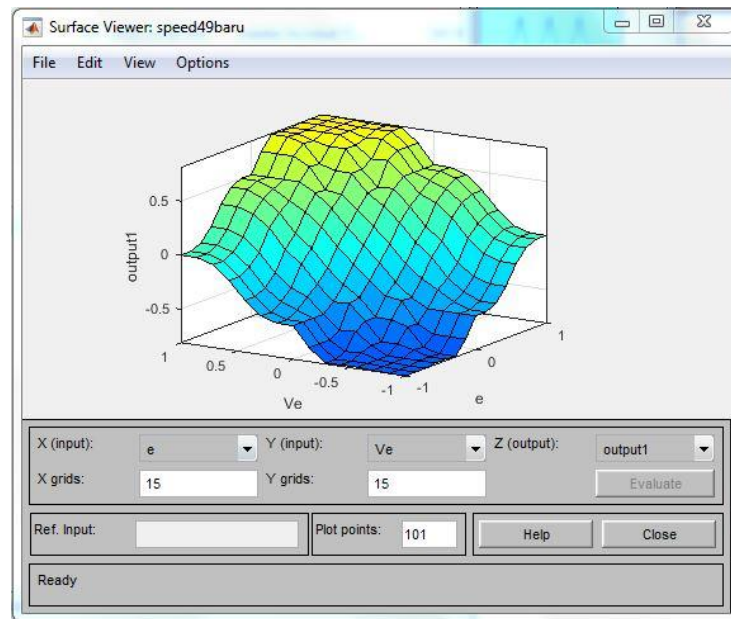 Surface Viewer: speed49baru
File Edit View Options
0.5
0
-0.5
output1
1
0.5
0
-0.5
-1
Ve
-1
0
1
e
X (input): e Y (input): Ve Z (output): output1
X grids: 15 Y grids: 15 Evaluate
Ref. Input: Plot points: 101 Help Close
Ready